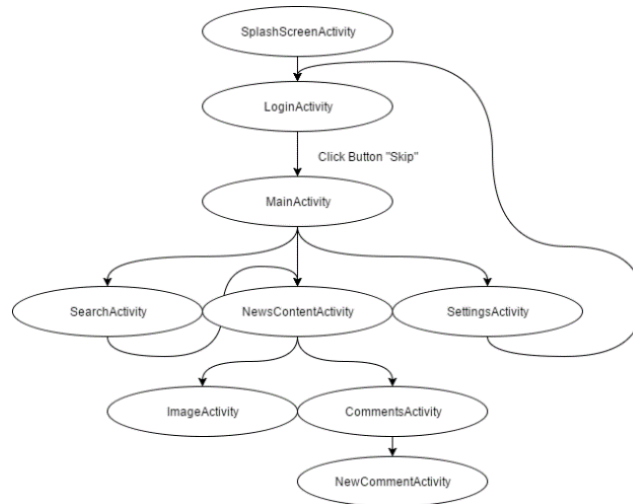 SplashScreenActivity
LoginActivity
Click Button "Skip"
MainActivity
SearchActivity
NewsContentActivity
SettingsActivity
ImageActivity
CommentsActivity
NewCommentActivity